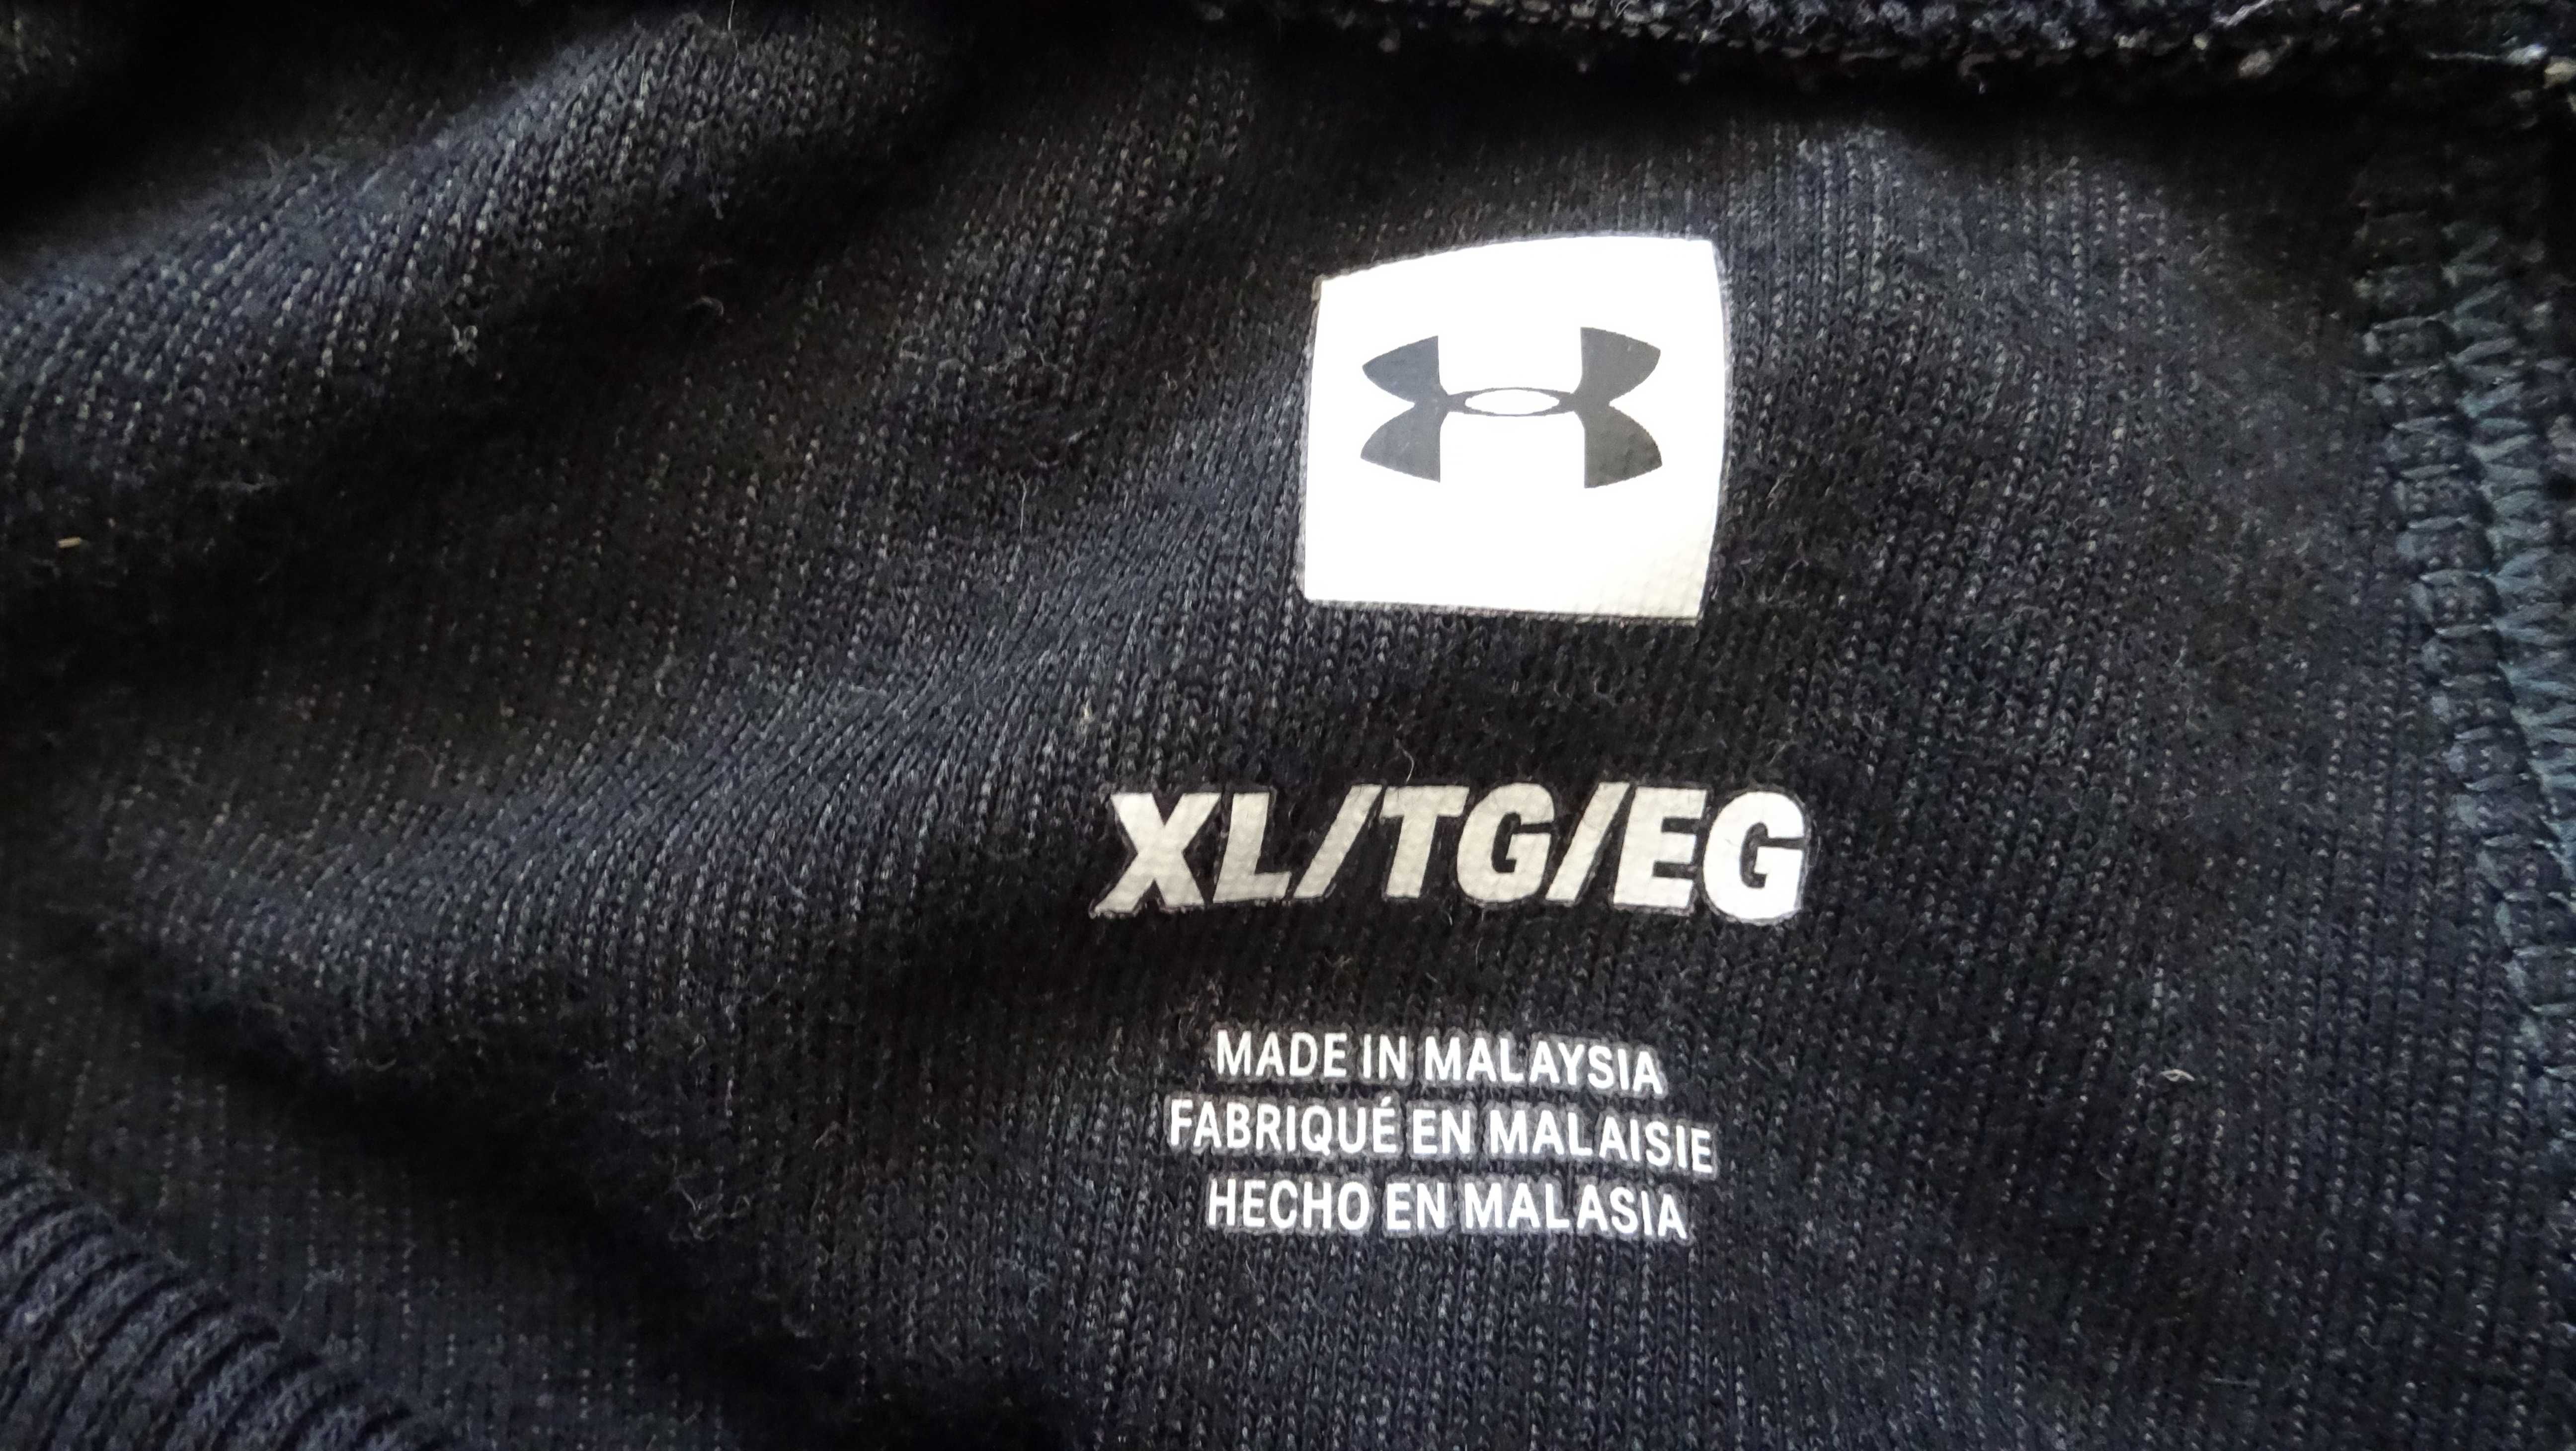 XL/TG/EG
MADE IN MALAYSIA
FABRIQUÉ EN MALAISIE
HECHO EN MALASIA